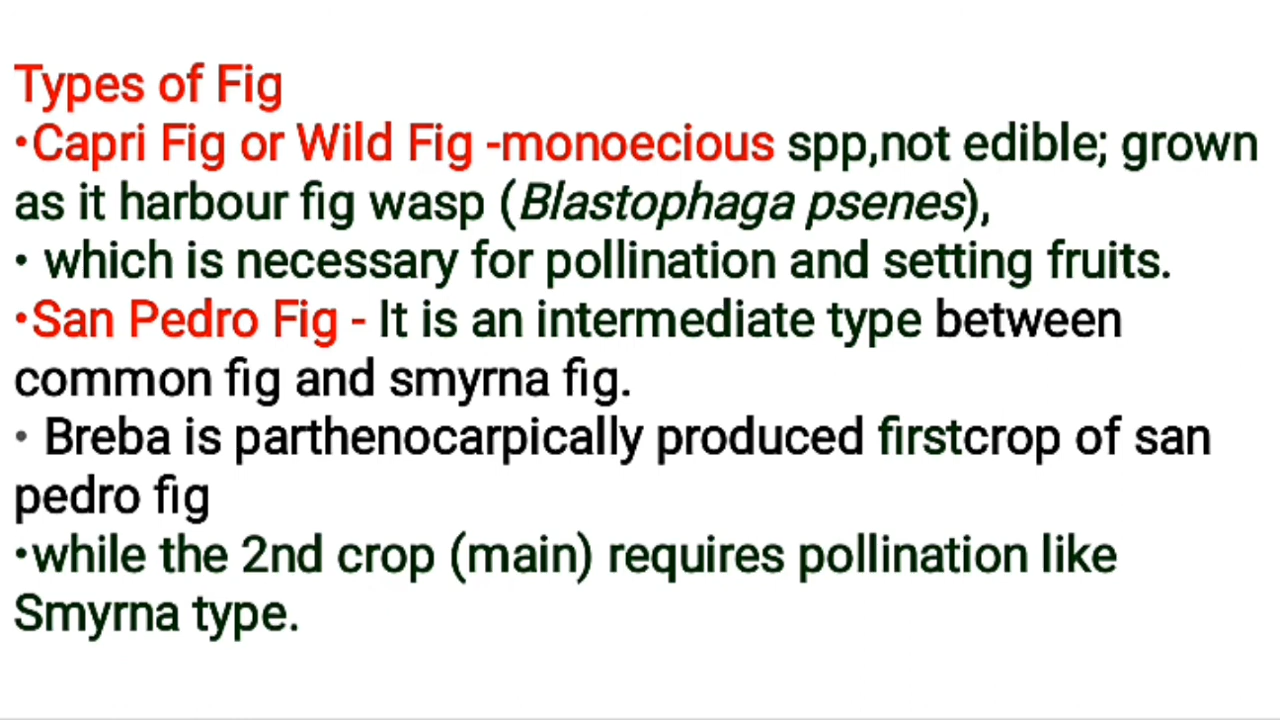 Types of Fig
•Capri Fig or Wild Fig -monoecious spp,not edible; grown
as it harbour fig wasp (Blastophaga psenes),
• which is necessary for pollination and setting fruits.
•San Pedro Fig - It is an intermediate type between
common fig and smyrna fig.
• Breba is parthenocarpically produced firstcrop of san
pedro fig
•while the 2nd crop (main) requires pollination like
Smyrna type.